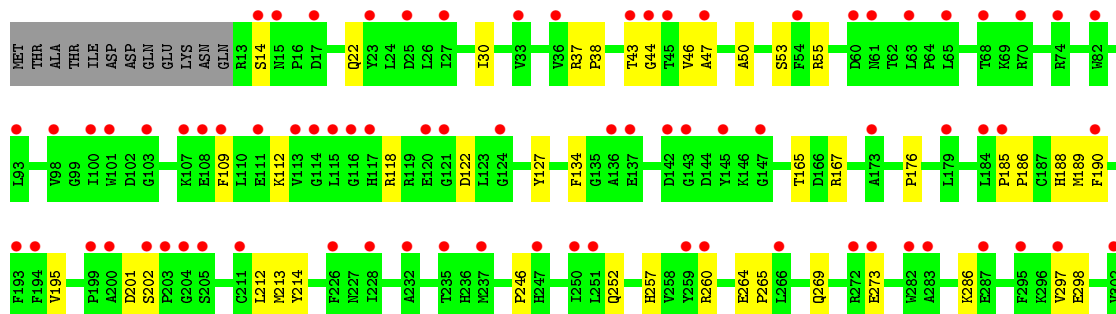 MET THR ALA THR ILE ASP ASP GLN GLU LYS ASN GLN R13 S14 N15 P16 D17 Q22 Y23 L24 D25 L26 I27 I30 V33 V36 R37 P38 T43 G44 T45 V46 A47 A50 S53 F54 R55 D60 N61 T62 L63 P64 L65 T68 K69 R70 R74 W82
L93 V98 G99 I100 W101 D102 G103 K107 E108 F109 L110 E111 K112 V113 G114 L115 G116 H117 R118 R119 E120 G121 D122 L123 G124 Y127 F134 G135 A136 E137 D142 G143 D144 Y145 K146 G147 T165 D166 R167 A173 P176 L179 L184 P185 P186 C187 H188 M189 F190
F193 F194 V195 P199 A200 D201 S202 P203 G204 S205 C211 L212 M213 Y214 F226 N227 I228 A232 T235 H236 M237 P246 H247 I250 L251 Q252 H257 V258 Y259 R260 E264 P265 L266 Q269 R272 E273 W282 A283 K286 E287 F295 K296 V297 E298 V302